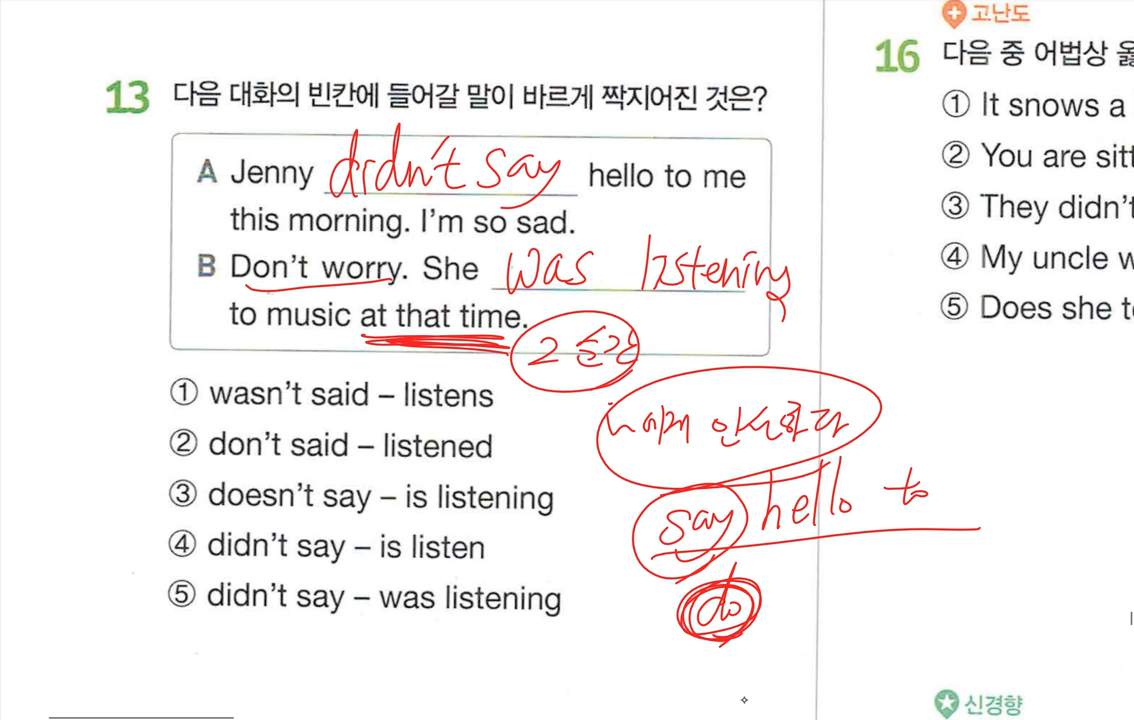 13 다음 대화의 빈칸에 들어갈 말이 바르게 짝지어진 것은?
A Jenny didn't say hello to me
this morning. I'm so sad.
B Don't worry. She was listening
to music at that time.
그 순간
① wasn't said – listens
② don't said – listened
③ doesn't say – is listening
④ didn't say – is listen
⑤ didn't say – was listening
~에게 안녕하다
say hello to
do
고난도
16 다음 중 어법상 옳
① It snows a
② You are sitt
③ They didn't
④ My uncle w
⑤ Does she t
신경향